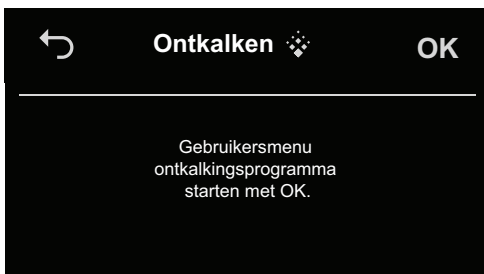 Ontkalken OK
Gebruikersmenu
ontkalkingsprogramma
starten met OK.